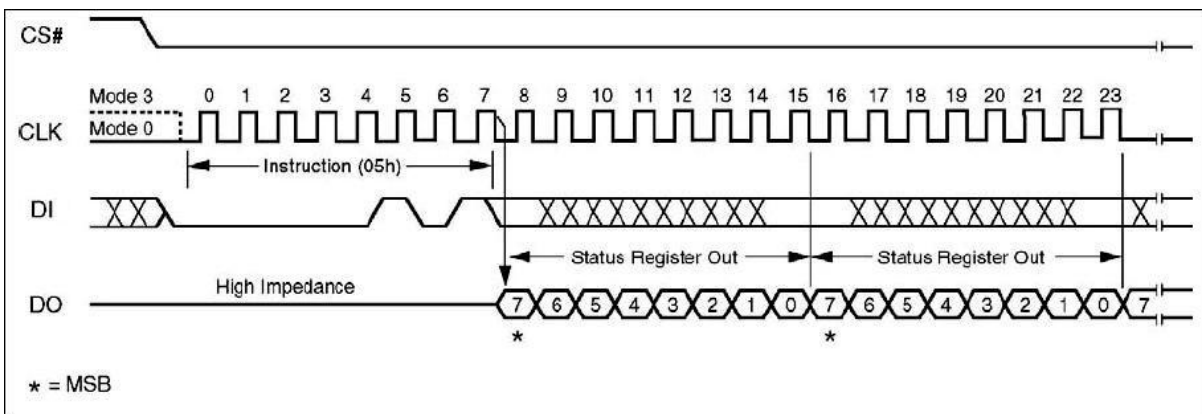 CS#
Mode 3 0 1 2 3 4 5 6 7 8 9 10 11 12 13 14 15 16 17 18 19 20 21 22 23
CLK Mode 0
Instruction (05h)
DI
Status Register Out Status Register Out
High Impedance
DO 7 6 5 4 3 2 1 0 7 6 5 4 3 2 1 0 7
* *
* = MSB